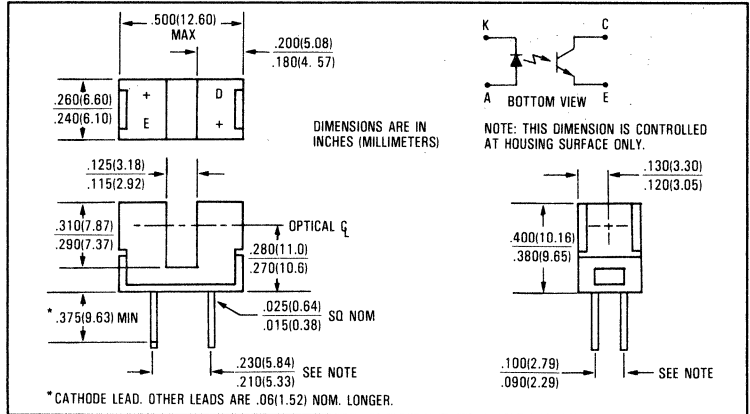 .500(12.60)
MAX
.200(5.08)
.180(4. 57)
.260(6.60)
.240(6.10)
+ D
E +
DIMENSIONS ARE IN
INCHES (MILLIMETERS)
K C
A E
BOTTOM VIEW
NOTE: THIS DIMENSION IS CONTROLLED
AT HOUSING SURFACE ONLY.
.125(3.18)
.115(2.92)
.130(3.30)
.120(3.05)
.310(7.87)
.290(7.37)
OPTICAL CL
.280(11.0)
.270(10.6)
.400(10.16)
.380(9.65)
* .375(9.63) MIN
.025(0.64)
.015(0.38)
SQ NOM
.230(5.84)
.210(5.33)
SEE NOTE
.100(2.79)
.090(2.29)
SEE NOTE
*CATHODE LEAD. OTHER LEADS ARE .06(1.52) NOM. LONGER.